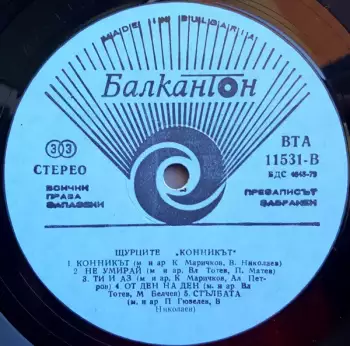 MADE IN BULGARIA
Балкантон
33
СТЕРЕО
ВСИЧКИ
ПРАВА
ЗАПАЗЕНИ
ВТА
11531-В
БДС 4643-79
ПРЕЗАПИСЪТ
ЗАБРАНЕН
ЩУРЦИТЕ „КОННИКЪТ"
1 КОННИКЪТ (м и ар К. Маричков, В. Николаев)
2 НЕ УМИРАЙ (м и ар. Вл Тотев, П. Матев)
3. ТИ И АЗ (м и ар. К. Маричков, Ал Пет-
ров) 4 ОТ ДЕН НА ДЕН (м и ар. Вл
Тотев, М Белчев) 5. СТЪЛБАТА
(м. и ар П Гюзелев, В
Николаев)